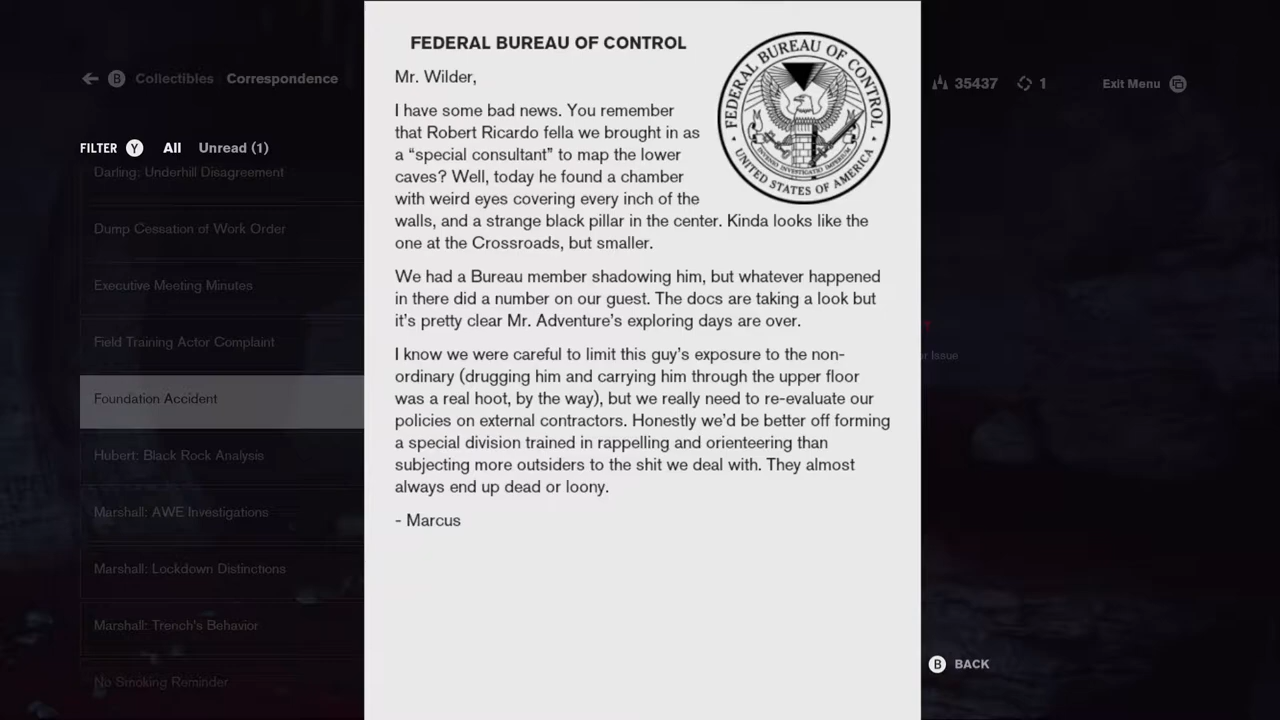 FEDERAL BUREAU OF CONTROL
FEDERAL BUREAU OF CONTROL
UNITED STATES OF AMERICA
B Collectibles Correspondence
35437 1
Exit Menu
FILTER Y All Unread (1)
Darling: Underhill Disagreement
Dump Cessation of Work Order
Executive Meeting Minutes
Field Training Actor Complaint
Foundation Accident
Hubert: Black Rock Analysis
Marshall: AWE Investigations
Marshall: Lockdown Distinctions
Marshall: Trench's Behavior
No Smoking Reminder
Mr. Wilder,
I have some bad news. You remember
that Robert Ricardo fella we brought in as
a “special consultant” to map the lower
caves? Well, today he found a chamber
with weird eyes covering every inch of the
walls, and a strange black pillar in the center. Kinda looks like the
one at the Crossroads, but smaller.
We had a Bureau member shadowing him, but whatever happened
in there did a number on our guest. The docs are taking a look but
it’s pretty clear Mr. Adventure’s exploring days are over.
I know we were careful to limit this guy’s exposure to the non-
ordinary (drugging him and carrying him through the upper floor
was a real hoot, by the way), but we really need to re-evaluate our
policies on external contractors. Honestly we’d be better off forming
a special division trained in rappelling and orienteering than
subjecting more outsiders to the shit we deal with. They almost
always end up dead or loony.
- Marcus
Issue
B BACK